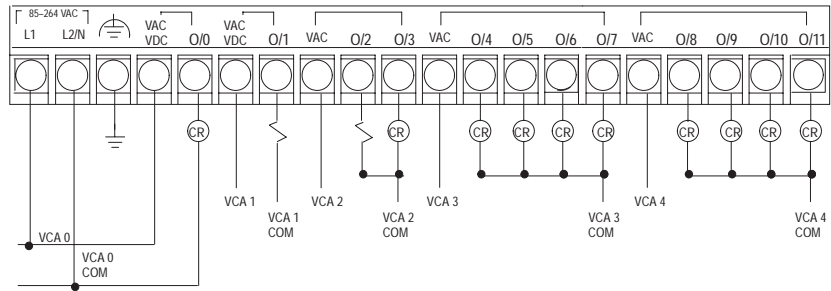 85–264 VAC
L1 L2/N VAC VDC O/0 VAC VDC O/1 VAC O/2 O/3 VAC O/4 O/5 O/6 O/7 VAC O/8 O/9 O/10 O/11
CR CR CR CR CR CR CR CR CR CR
VCA 1 VCA 2 VCA 3 VCA 4
VCA 1 COM VCA 2 COM VCA 3 COM VCA 4 COM
VCA 0
VCA 0 COM